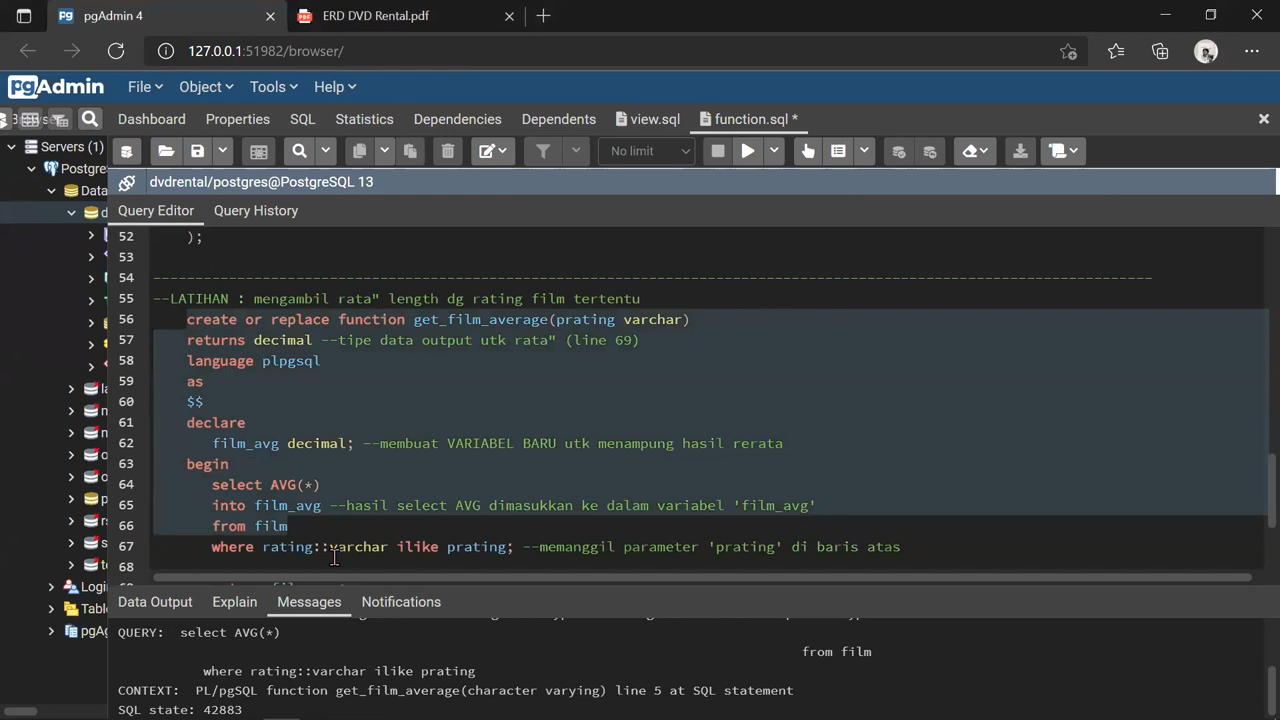 pgAdmin 4
ERD DVD Rental.pdf
127.0.0.1:51982/browser/
pgAdmin
File
Object
Tools
Help
Dashboard
Properties
SQL
Statistics
Dependencies
Dependents
view.sql
function.sql *
Servers (1)
Postgre
Data
d
No limit
dvdrental/postgres@PostgreSQL 13
Query Editor
Query History
52 );
53
54 -----------------------------------------------------------------------------------------------------------------------
55 --LATIHAN : mengambil rata" length dg rating film tertentu
56 create or replace function get_film_average(prating varchar)
57 returns decimal --tipe data output utk rata" (line 69)
58 language plpgsql
59 as
60 $$
61 declare
62 film_avg decimal; --membuat VARIABEL BARU utk menampung hasil rerata
63 begin
64 select AVG(*)
65 into film_avg --hasil select AVG dimasukkan ke dalam variabel 'film_avg'
66 from film
67 where rating::varchar ilike prating; --memanggil parameter 'prating' di baris atas
68
Logi
Table
pgAc
Data Output
Explain
Messages
Notifications
QUERY: select AVG(*)
from film
where rating::varchar ilike prating
CONTEXT: PL/pgSQL function get_film_average(character varying) line 5 at SQL statement
SQL state: 42883